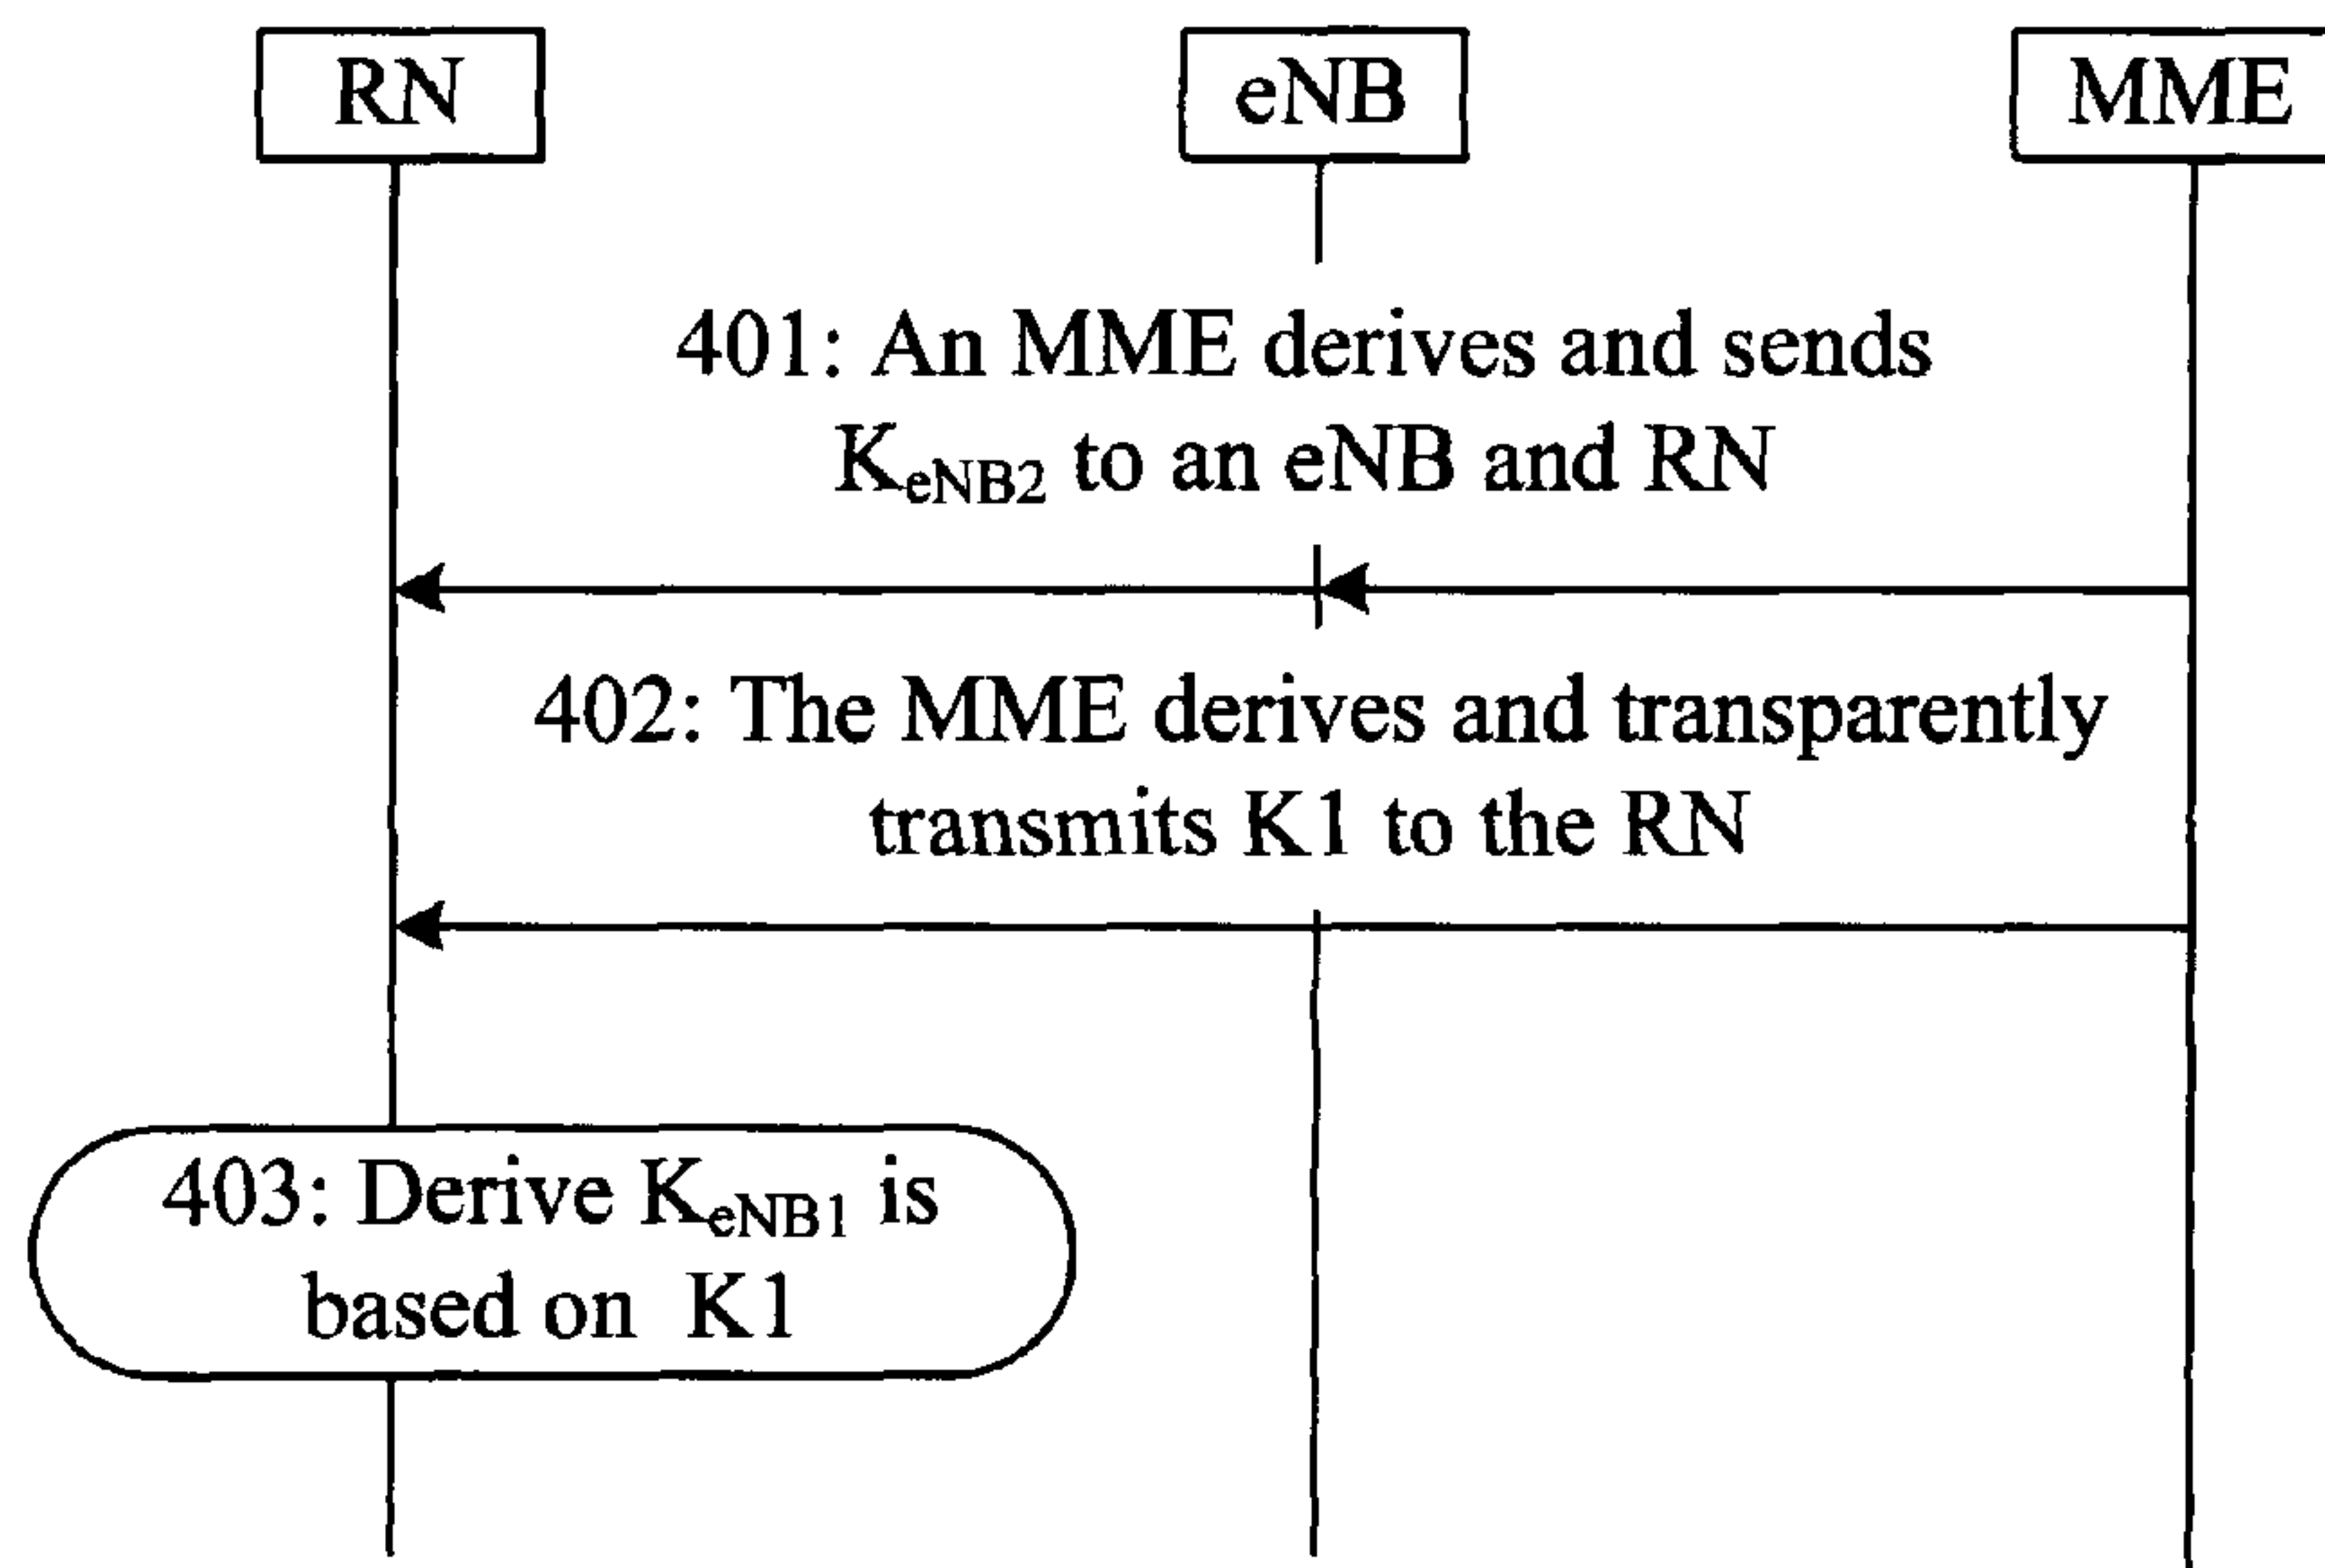 RN
eNB
MME
401: An MME derives and sends
KeNB2 to an eNB and RN
402: The MME derives and transparently
transmits K1 to the RN
403: Derive KeNB1 is
based on K1